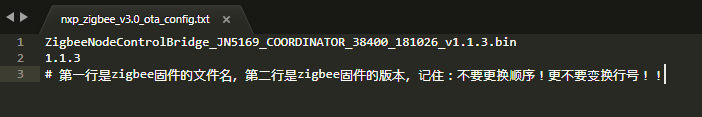 nxp_zigbee_v3.0_ota_config.txt
1 ZigbeeNodeControlBridge_JN5169_COORDINATOR_38400_181026_v1.1.3.bin
2 1.1.3
3 # 第一行是zigbee固件的文件名，第二行是zigbee固件的版本，记住：不要更换顺序！更不要变换行号！！